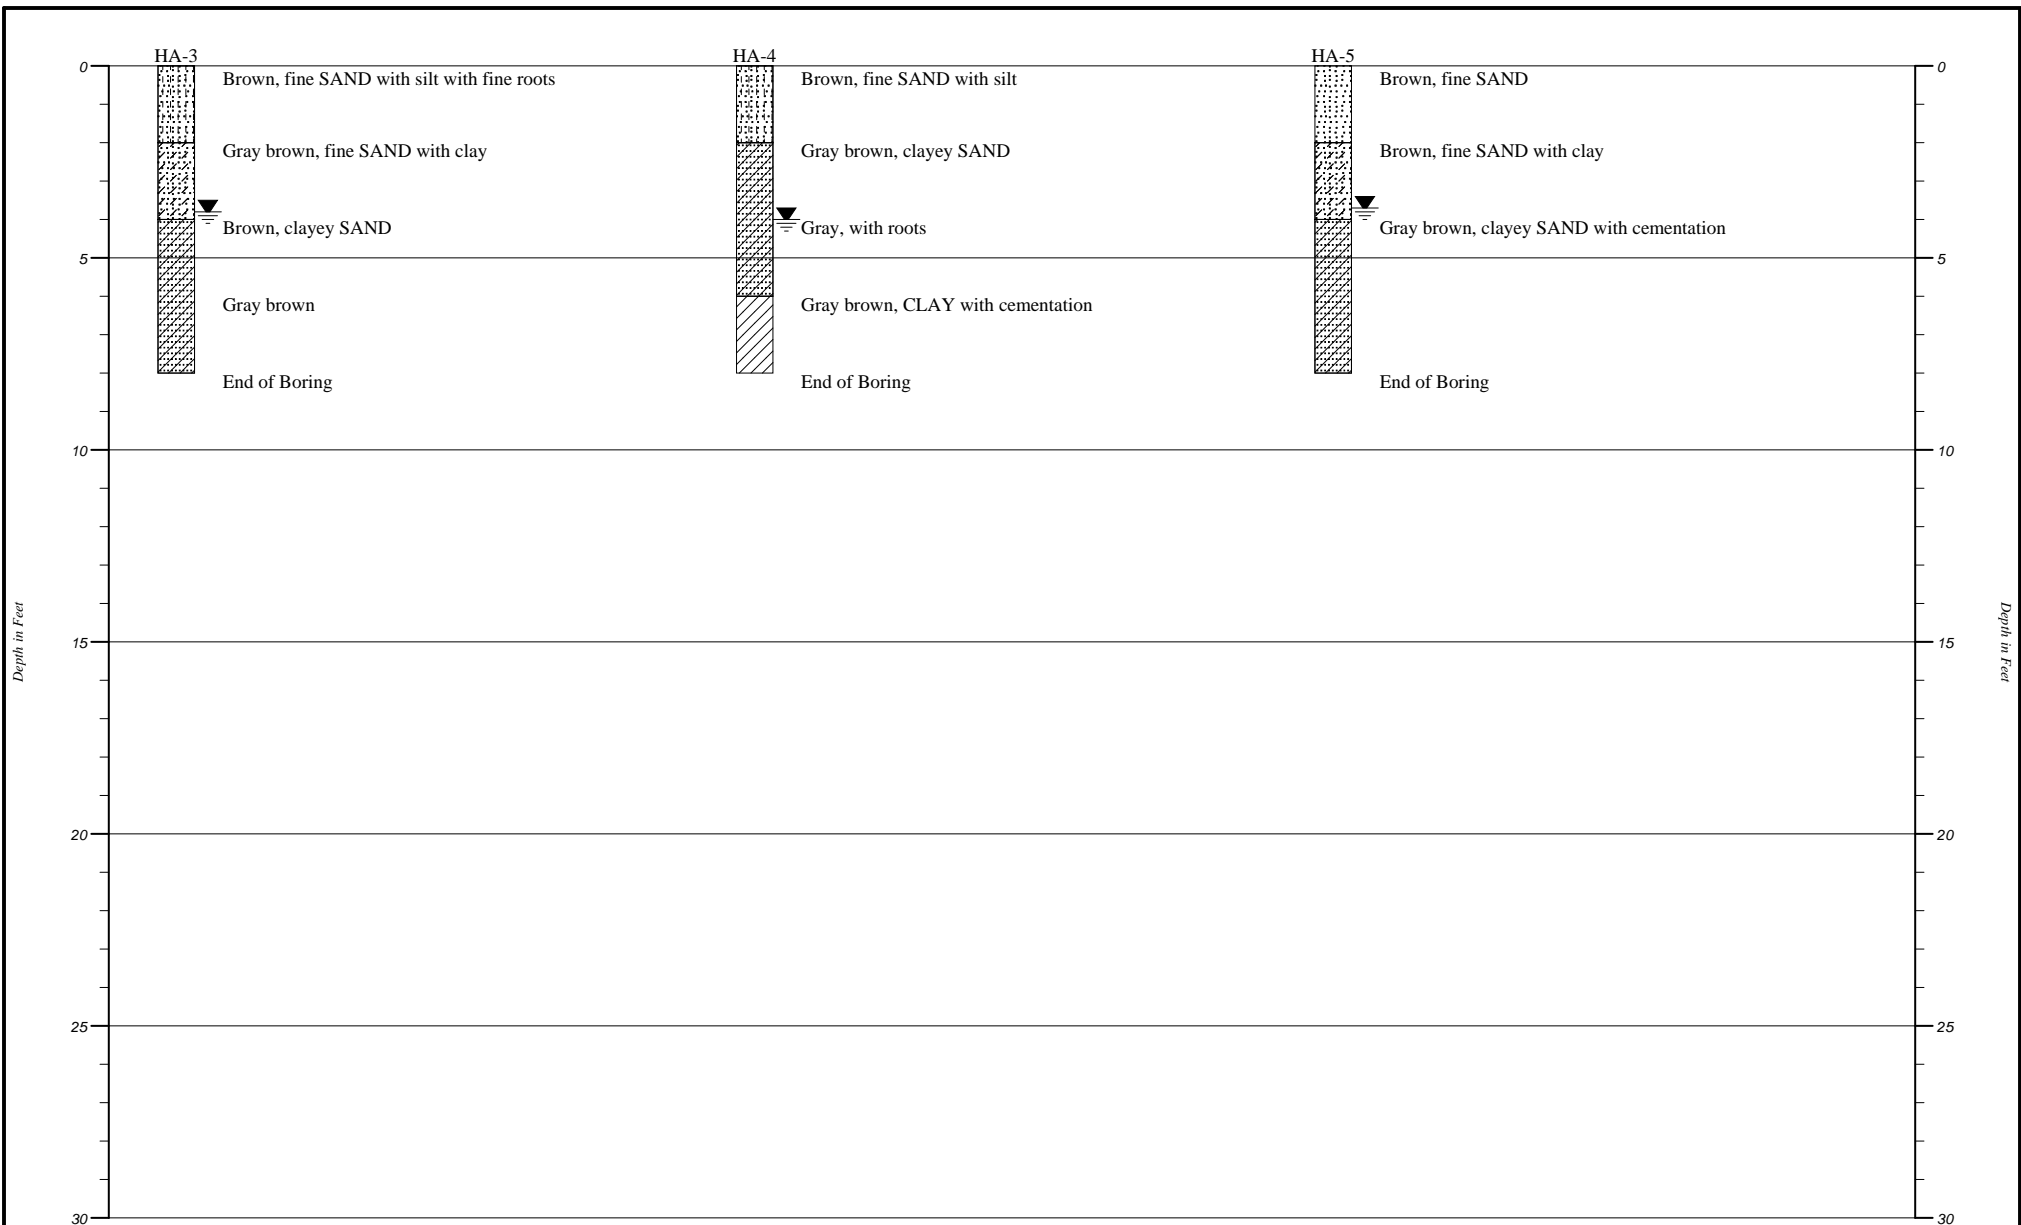 HA-3 HA-4 HA-5
0 Brown, fine SAND with silt with fine roots Brown, fine SAND with silt Brown, fine SAND 0
Gray brown, fine SAND with clay Gray brown, clayey SAND Brown, fine SAND with clay
Brown, clayey SAND Gray, with roots Gray brown, clayey SAND with cementation
5 5
Gray brown Gray brown, CLAY with cementation
End of Boring End of Boring End of Boring
10 10
Depth in Feet Depth in Feet
15 15
20 20
25 25
30 30